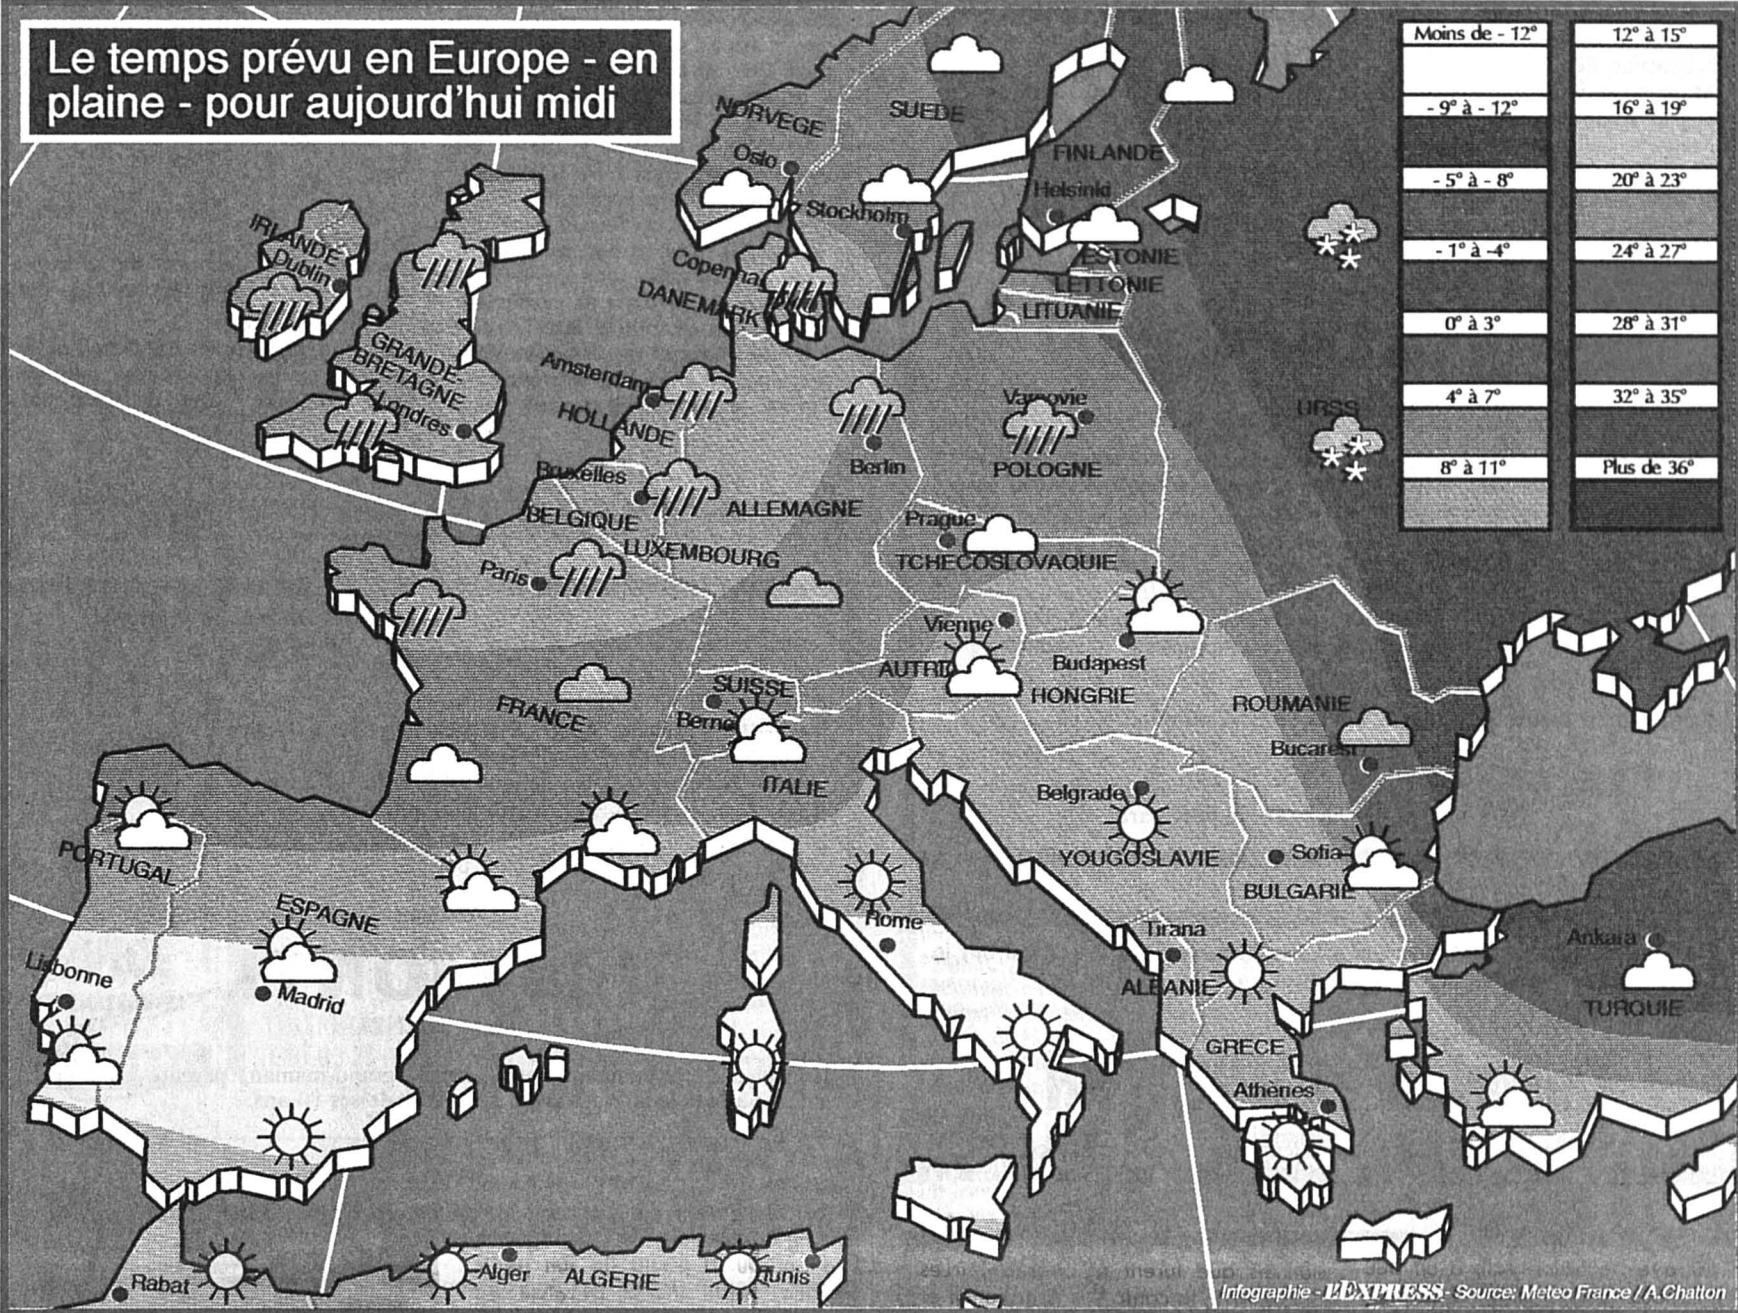 Le temps prévu en Europe - en
plaine - pour aujourd'hui midi
Moins de - 12°
- 9° à - 12°
- 5° à - 8°
- 1° à -4°
0° à 3°
4° à 7°
8° à 11°
12° à 15°
16° à 19°
20° à 23°
24° à 27°
28° à 31°
32° à 35°
Plus de 36°
NORVEGE
Oslo
SUEDE
Stockholm
FINLANDE
Helsinki
ESTONIE
LETTONIE
LITUANIE
IRLANDE
Dublin
GRANDE-
BRETAGNE
Londres
Copenha
DANEMARK
Amsterdam
HOLLANDE
Bruxelles
BELGIQUE
LUXEMBOURG
ALLEMAGNE
Berlin
Varsovie
POLOGNE
URSS
Prague
TCHECOSLOVAQUIE
Paris
FRANCE
SUISSE
Berne
Vienne
AUTRI
Budapest
HONGRIE
ROUMANIE
Bucarest
ITALIE
Rome
Belgrade
YOUGOSLAVIE
Sofia
BULGARIE
Tirana
ALBANIE
GRECE
Athènes
Ankara
TURQUIE
PORTUGAL
Lisbonne
ESPAGNE
Madrid
Rabat
Alger
ALGERIE
Tunis
Infographie - L'EXPRESS - Source: Meteo France / A.Chatton